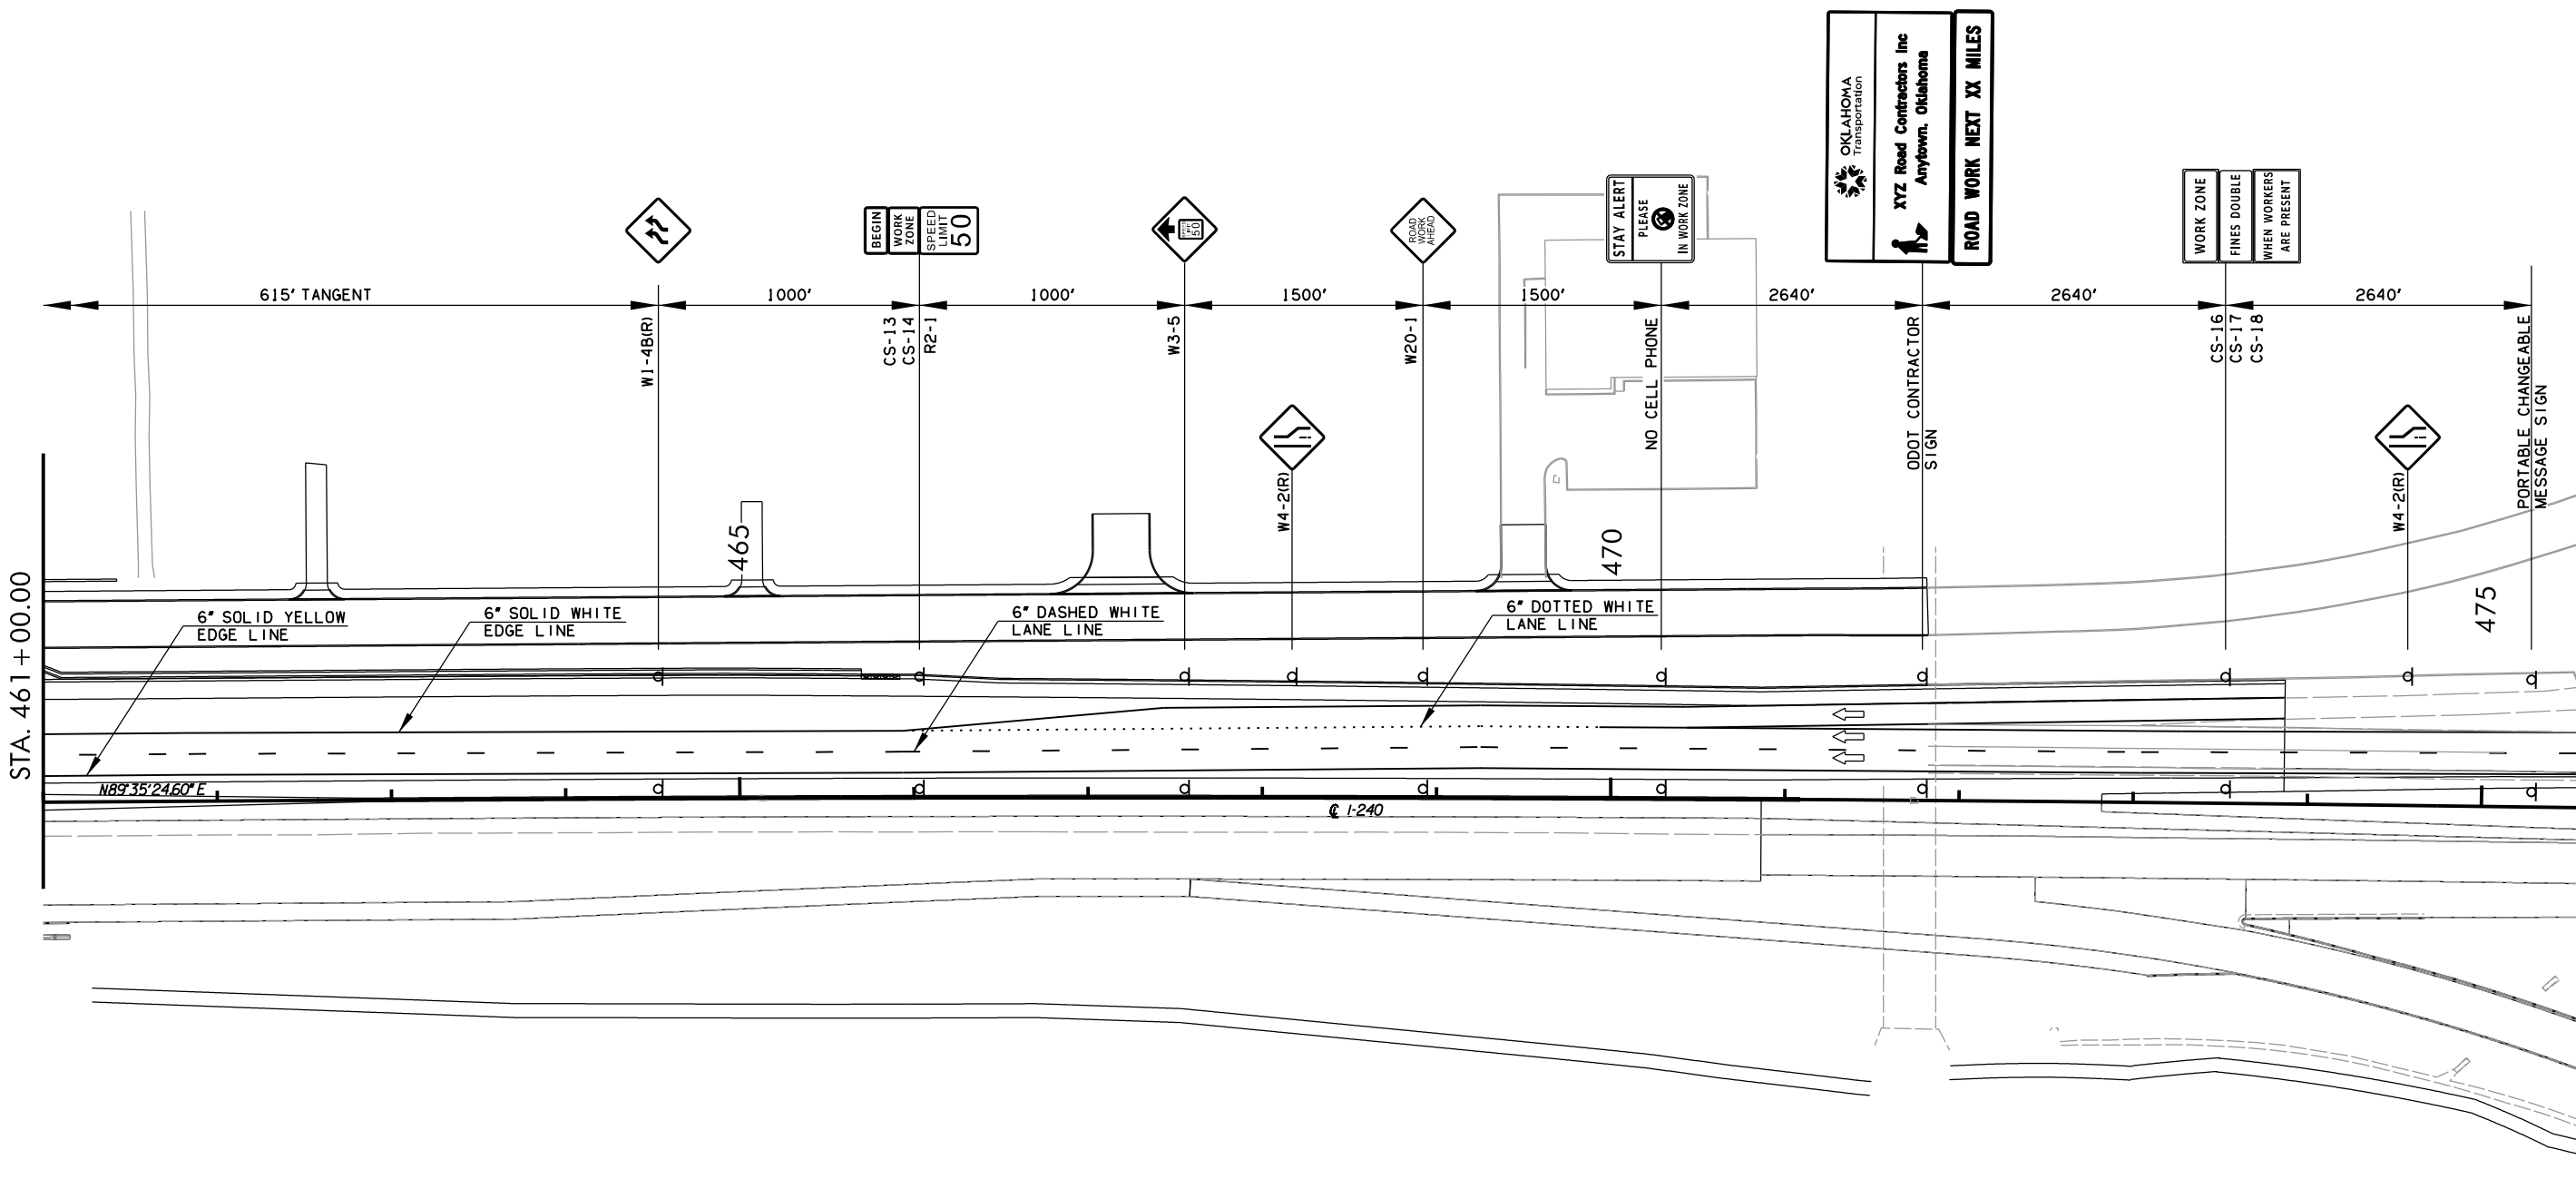 OKLAHOMA
Transportation
XYZ Road Contractors Inc
Anytown, Oklahoma
ROAD WORK NEXT XX MILES
BEGIN
WORK
ZONE
SPEED
LIMIT
50
SPEED
LIMIT
50
ROAD
WORK
AHEAD
STAY ALERT
PLEASE
IN WORK ZONE
WORK ZONE
FINES DOUBLE
WHEN WORKERS
ARE PRESENT
615' TANGENT
1000'
1000'
1500'
1500'
2640'
2640'
2640'
W1-4B(R)
CS-13
CS-14
R2-1
W3-5
W20-1
NO CELL PHONE
ODOT CONTRACTOR
SIGN
CS-16
CS-17
CS-18
PORTABLE CHANGEABLE
MESSAGE SIGN
W4-2(R)
W4-2(R)
465
470
475
STA. 461+00.00
6" SOLID YELLOW
EDGE LINE
6" SOLID WHITE
EDGE LINE
6" DASHED WHITE
LANE LINE
6" DOTTED WHITE
LANE LINE
N89°35'24.60" E
℄ I-240